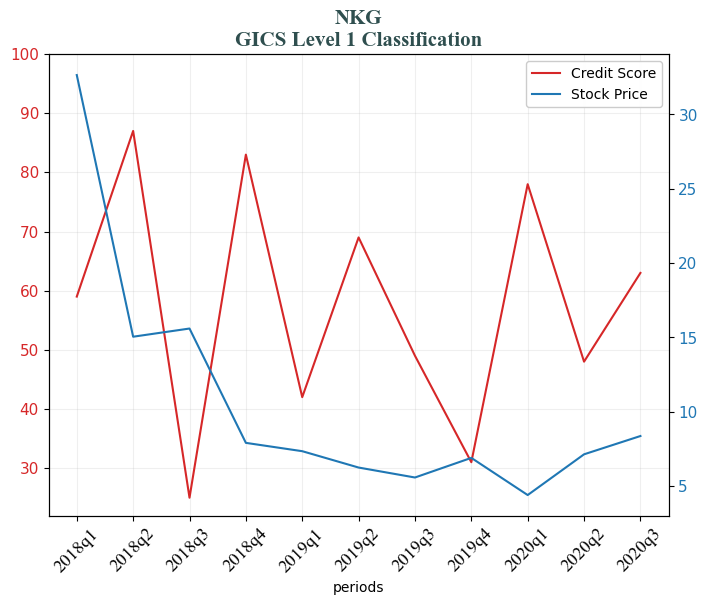 NKG
GICS Level 1 Classification
Credit Score
Stock Price
100
90
80
70
60
50
40
30
30
25
20
15
10
5
2018q1
2018q2
2018q3
2018q4
2019q1
2019q2
2019q3
2019q4
2020q1
2020q2
2020q3
periods